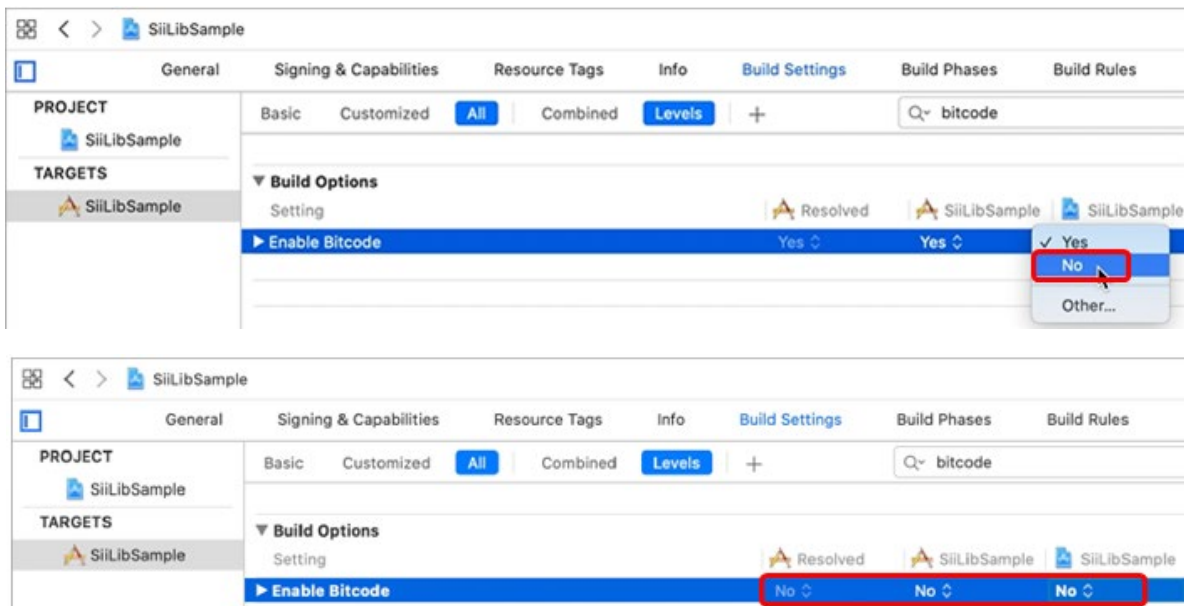 SiiLibSample
General Signing & Capabilities Resource Tags Info Build Settings Build Phases Build Rules
PROJECT
SiiLibSample
TARGETS
SiiLibSample
Basic Customized All Combined Levels + bitcode
Build Options
Setting Resolved SiiLibSample SiiLibSample
Enable Bitcode Yes Yes ✓ Yes
No
Other...
SiiLibSample
General Signing & Capabilities Resource Tags Info Build Settings Build Phases Build Rules
PROJECT
SiiLibSample
TARGETS
SiiLibSample
Basic Customized All Combined Levels + bitcode
Build Options
Setting Resolved SiiLibSample SiiLibSample
Enable Bitcode No No No